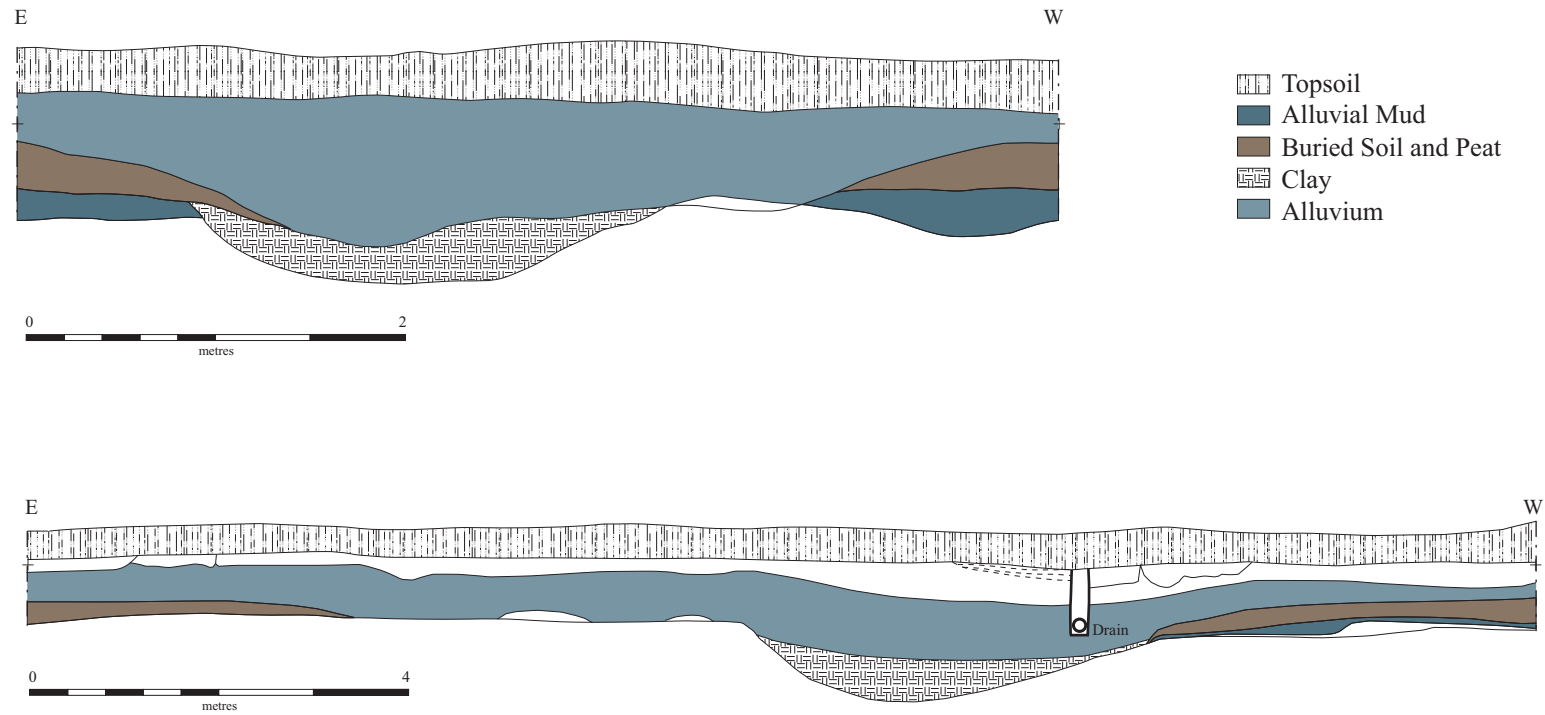 E
W
Topsoil
Alluvial Mud
Buried Soil and Peat
Clay
Alluvium
0
2
metres
E
W
Drain
0
4
metres